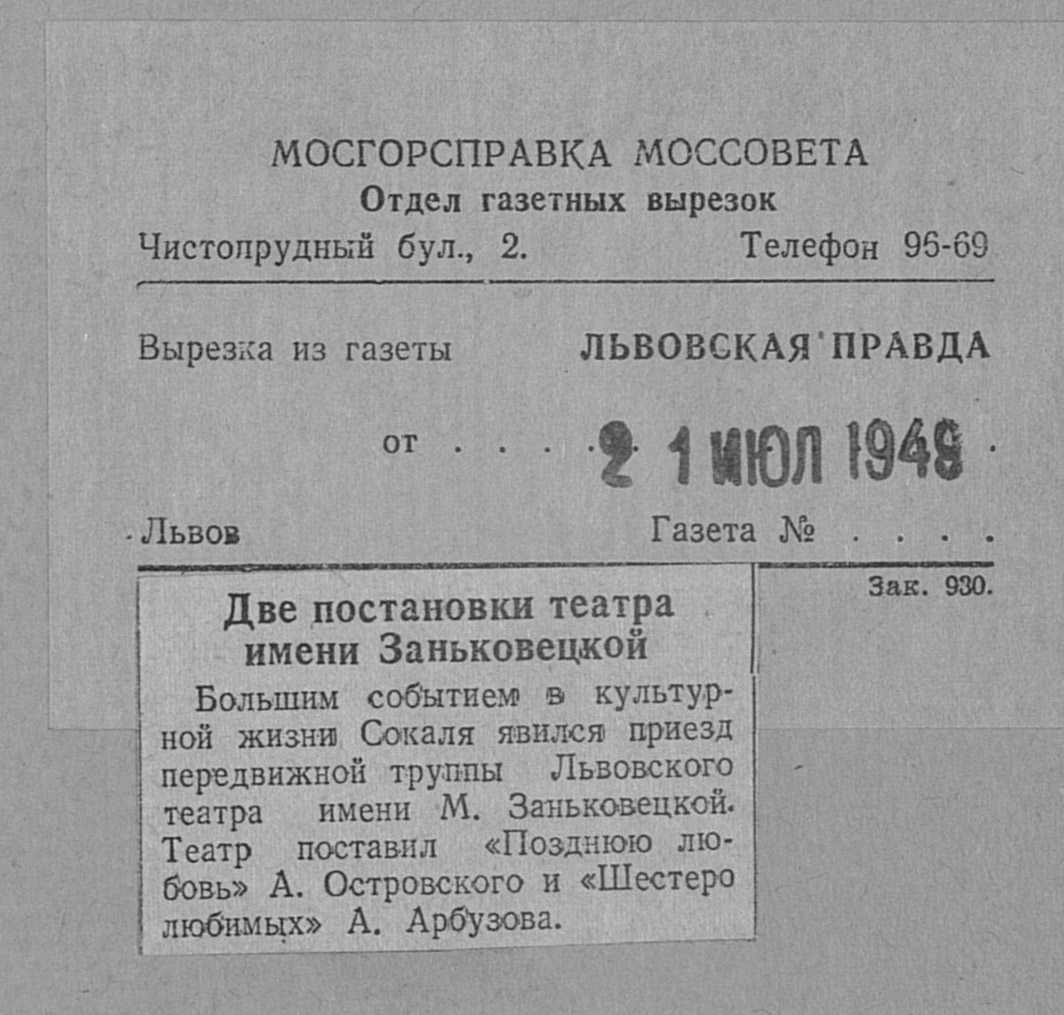 МОСГОРСПРАВКА МОССОВЕТА
Отдел газетных вырезок
Чистопрудный бул., 2. Телефон 96-69
Вырезка из газеты ЛЬВОВСКАЯ ПРАВДА
от . . . . 21 ИЮЛ 1949 .
Львов Газета № . . . .
Зак. 930.
Две постановки театра
имени Заньковецкой
Большим событием в культур-
ной жизни Сокаля явился приезд
передвижной труппы Львовского
театра имени М. Заньковецкой.
Театр поставил «Позднюю лю-
бовь» А. Островского и «Шестеро
любимых» А. Арбузова.